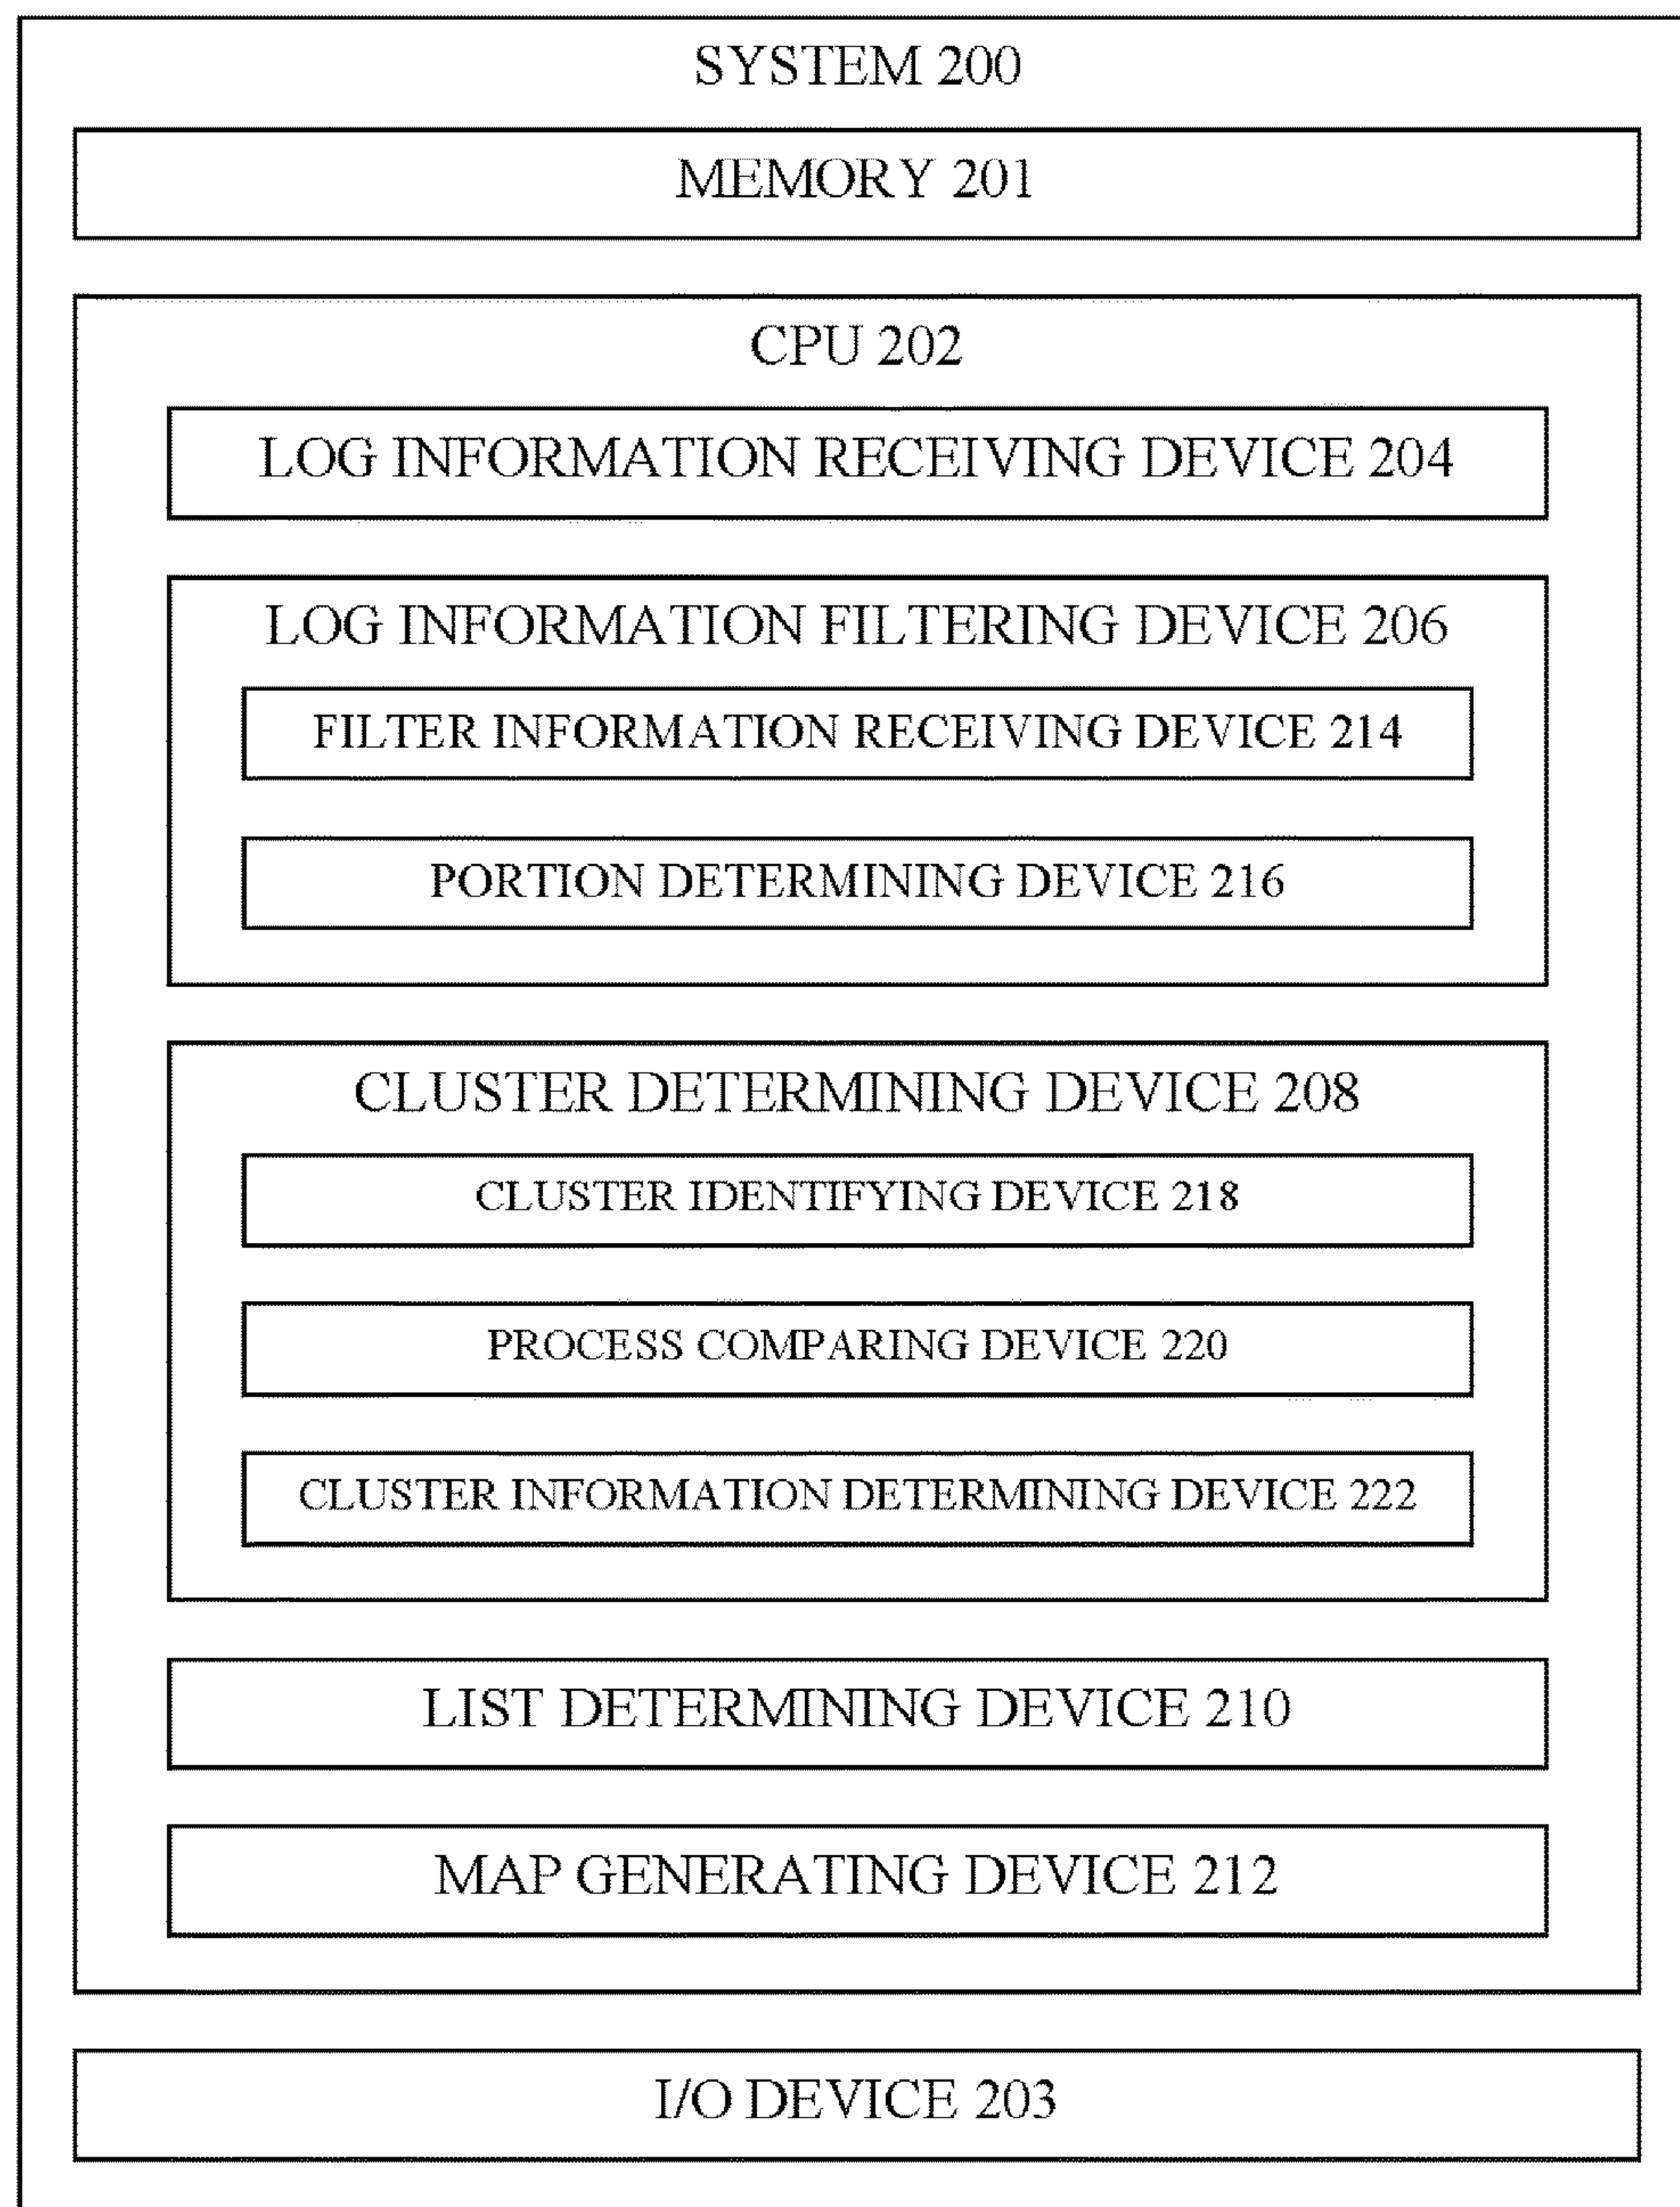 SYSTEM 200
MEMORY 201
CPU 202
LOG INFORMATION RECEIVING DEVICE 204
LOG INFORMATION FILTERING DEVICE 206
FILTER INFORMATION RECEIVING DEVICE 214
PORTION DETERMINING DEVICE 216
CLUSTER DETERMINING DEVICE 208
CLUSTER IDENTIFYING DEVICE 218
PROCESS COMPARING DEVICE 220
CLUSTER INFORMATION DETERMINING DEVICE 222
LIST DETERMINING DEVICE 210
MAP GENERATING DEVICE 212
I/O DEVICE 203